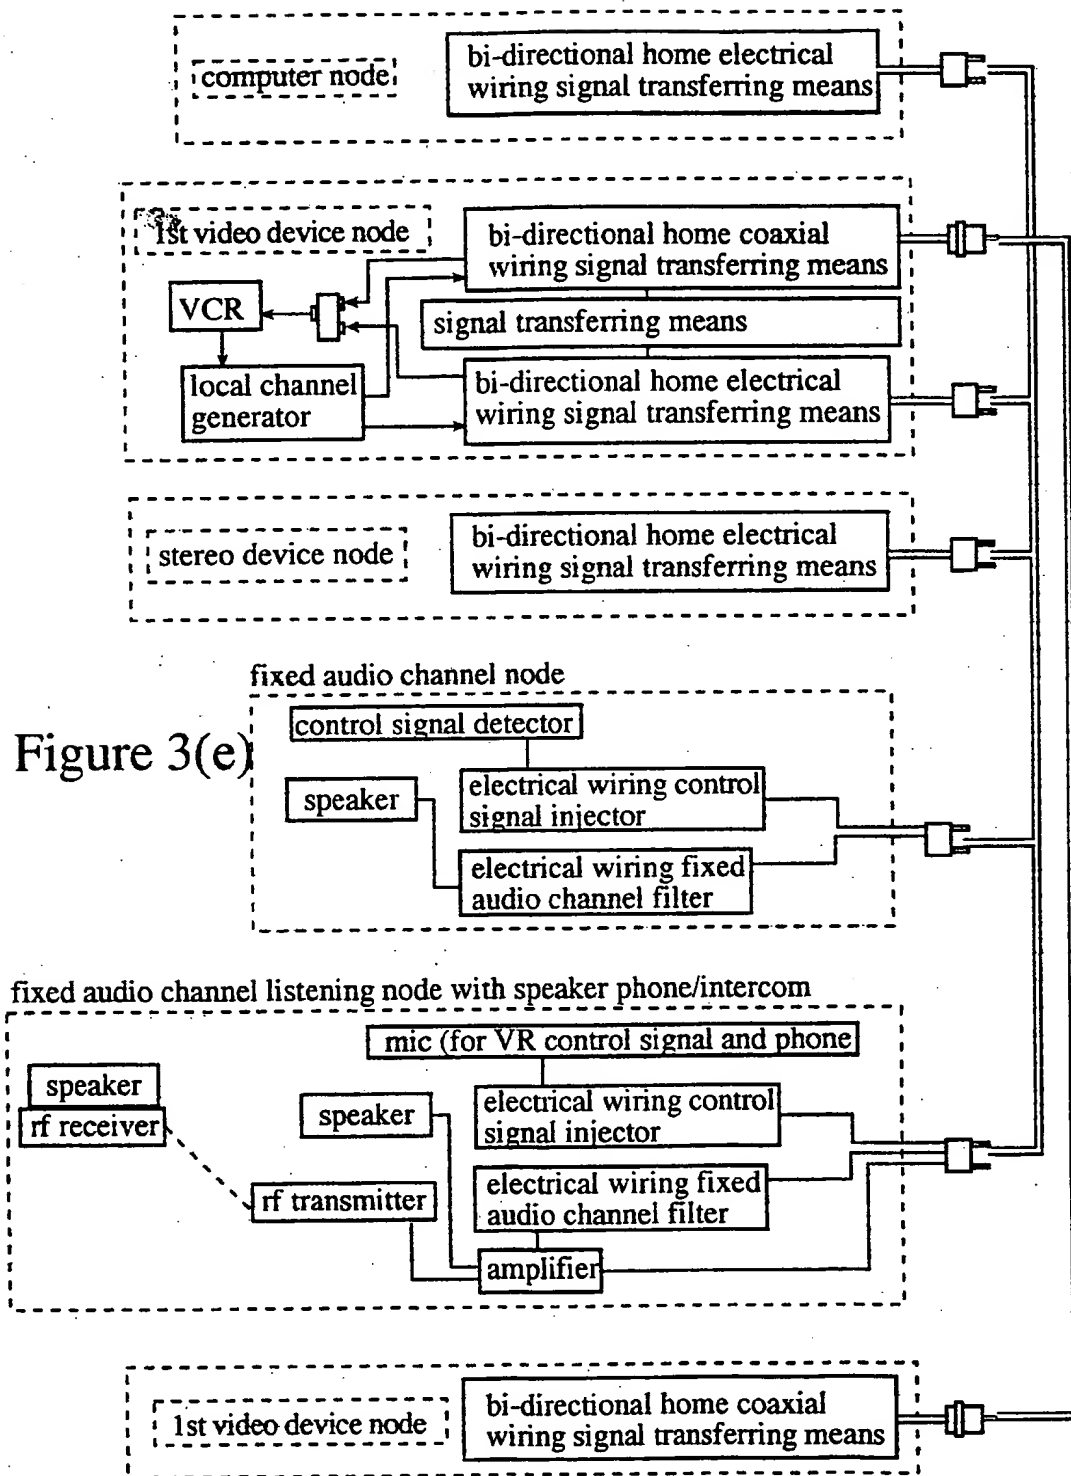 computer node
bi-directional home electrical
wiring signal transferring means
1st video device node
bi-directional home coaxial
wiring signal transferring means
VCR
signal transferring means
local channel
generator
bi-directional home electrical
wiring signal transferring means
stereo device node
bi-directional home electrical
wiring signal transferring means
fixed audio channel node
control signal detector
Figure 3(e)
speaker
electrical wiring control
signal injector
electrical wiring fixed
audio channel filter
fixed audio channel listening node with speaker phone/intercom
mic (for VR control signal and phone
speaker
rf receiver
speaker
electrical wiring control
signal injector
rf transmitter
electrical wiring fixed
audio channel filter
amplifier
1st video device node
bi-directional home coaxial
wiring signal transferring means